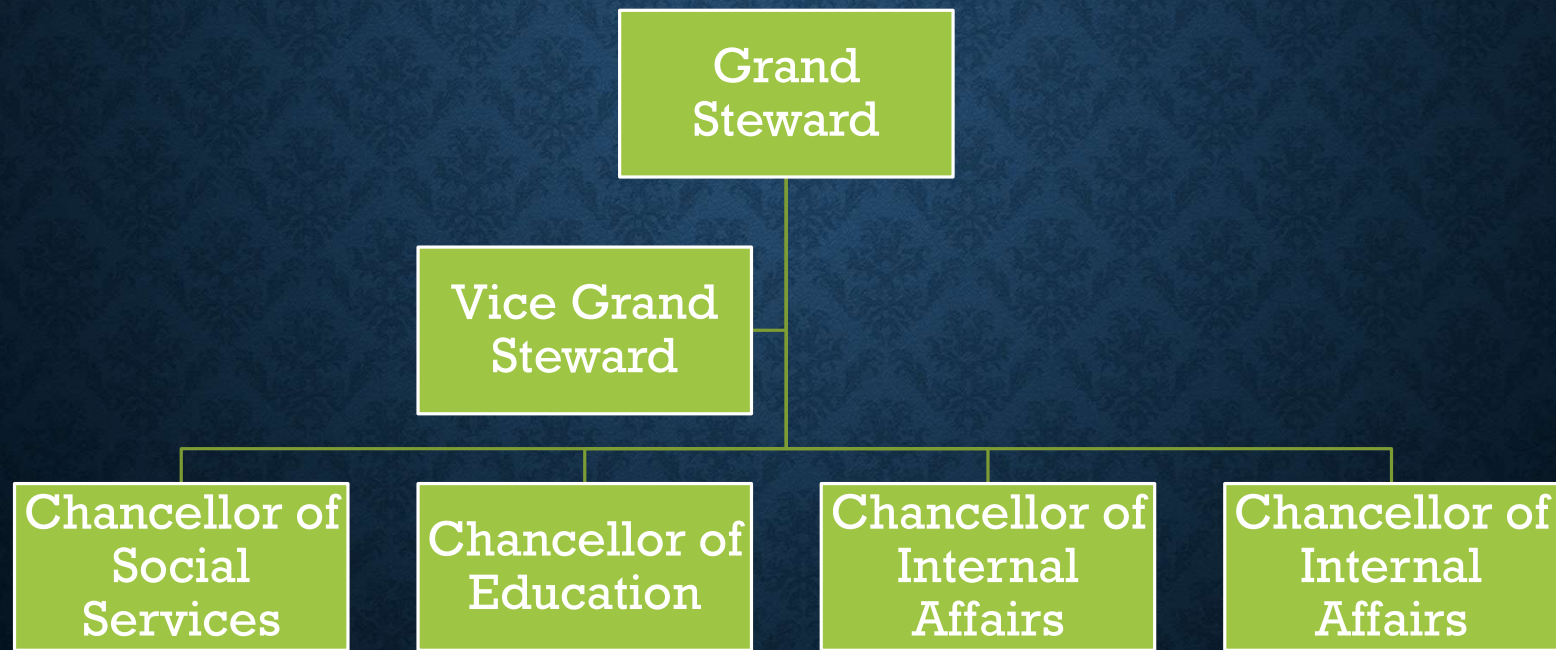 Grand
Steward
Vice Grand
Steward
Chancellor of
Social
Services
Chancellor of
Education
Chancellor of
Internal
Affairs
Chancellor of
Internal
Affairs